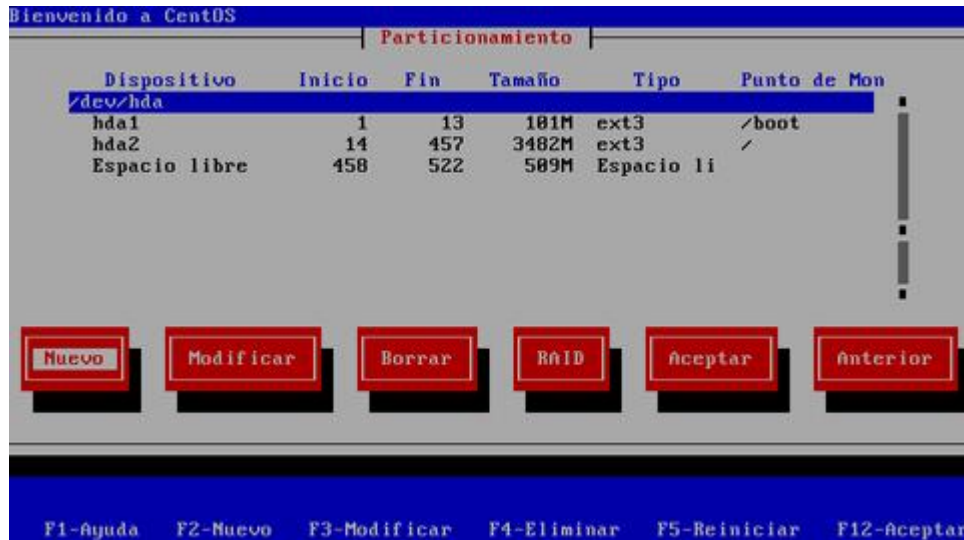 Bienvenido a CentOS
Particionamiento
Dispositivo Inicio Fin Tamaño Tipo Punto de Mon
/dev/hda
hda1 1 13 101M ext3 /boot
hda2 14 457 3482M ext3 /
Espacio libre 458 522 509M Espacio li
Nuevo Modificar Borrar RAID Aceptar Anterior
F1-Ayuda F2-Nuevo F3-Modificar F4-Eliminar F5-Reiniciar F12-Aceptar